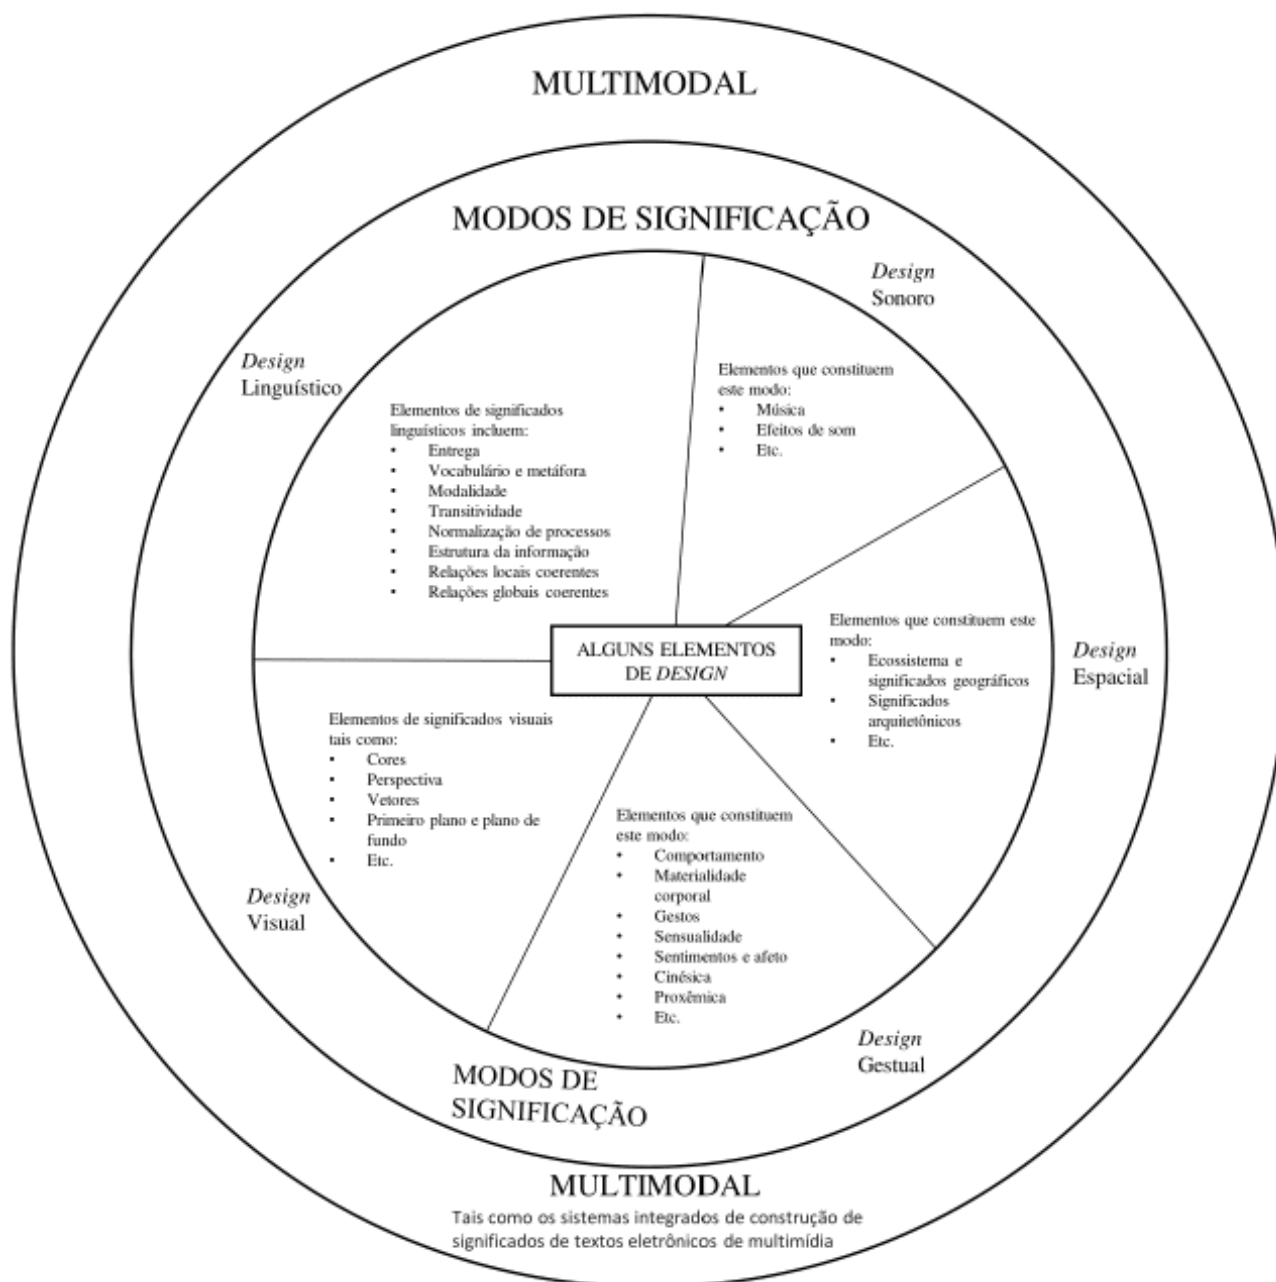 MULTIMODAL
MODOS DE SIGNIFICAÇÃO
Design
Sonoro
Design
Linguístico
Elementos que constituem
este modo:
• Música
• Efeitos de som
• Etc.
Elementos de significados
linguísticos incluem:
• Entrega
• Vocabulário e metáfora
• Modalidade
• Transitividade
• Normalização de processos
• Estrutura da informação
• Relações locais coerentes
• Relações globais coerentes
Elementos que constituem este
modo:
• Ecossistema e
significados geográficos
• Significados
arquitetônicos
• Etc.
Design
Espacial
ALGUNS ELEMENTOS
DE DESIGN
Elementos de significados visuais
tais como:
• Cores
• Perspectiva
• Vetores
• Primeiro plano e plano de
fundo
• Etc.
Design
Visual
Elementos que constituem
este modo:
• Comportamento
• Materialidade
corporal
• Gestos
• Sensualidade
• Sentimentos e afeto
• Cinésica
• Proxêmica
• Etc.
Design
Gestual
MODOS DE
SIGNIFICAÇÃO
MULTIMODAL
Tais como os sistemas integrados de construção de
significados de textos eletrônicos de multimídia